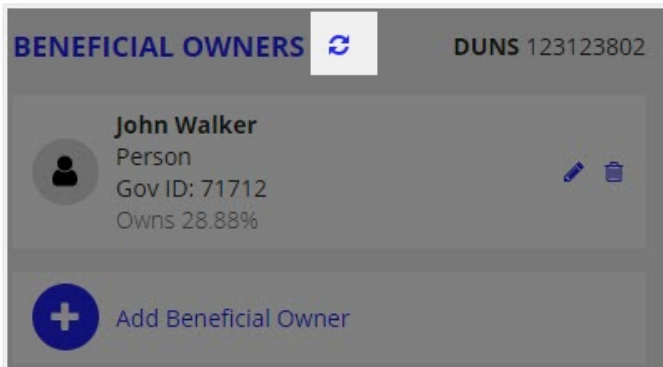 BENEFICIAL OWNERS DUNS 123123802
John Walker
Person
Gov ID: 71712
Owns 28.88%
Add Beneficial Owner